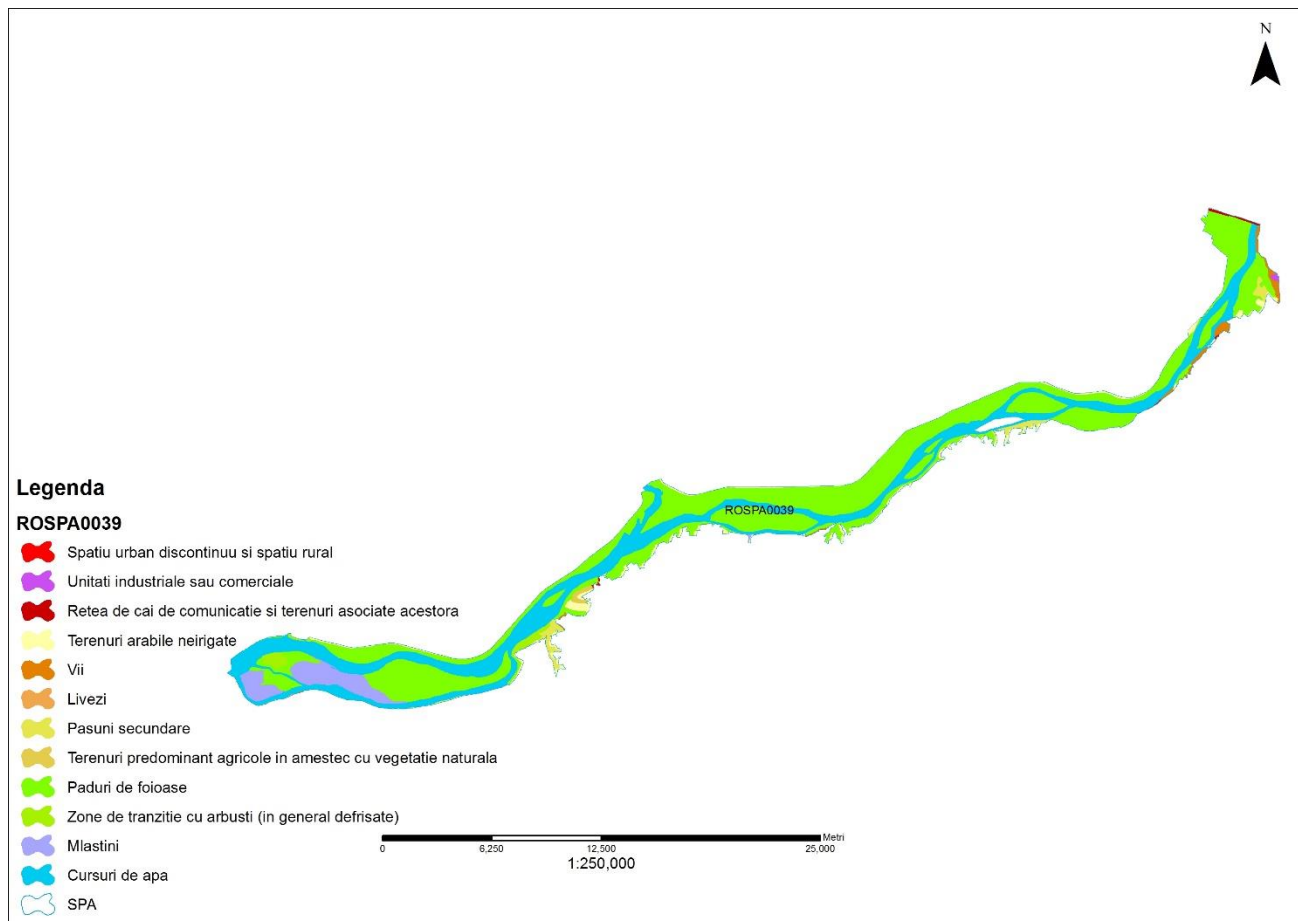 N
ROSPA0039
Legenda
ROSPA0039
Spatiu urban discontinuu si spatiu rural
Unitati industriale sau comerciale
Retea de cai de comunicatie si terenuri asociate acestora
Terenuri arabile neirigate
Vii
Livezi
Pasuni secundare
Terenuri predominant agricole in amestec cu vegetatie naturala
Paduri de foioase
Zone de tranzitie cu arbusti (in general defrisate)
Mlastini
Cursuri de apa
SPA
Metri
0 6,250 12,500 25,000
1:250,000